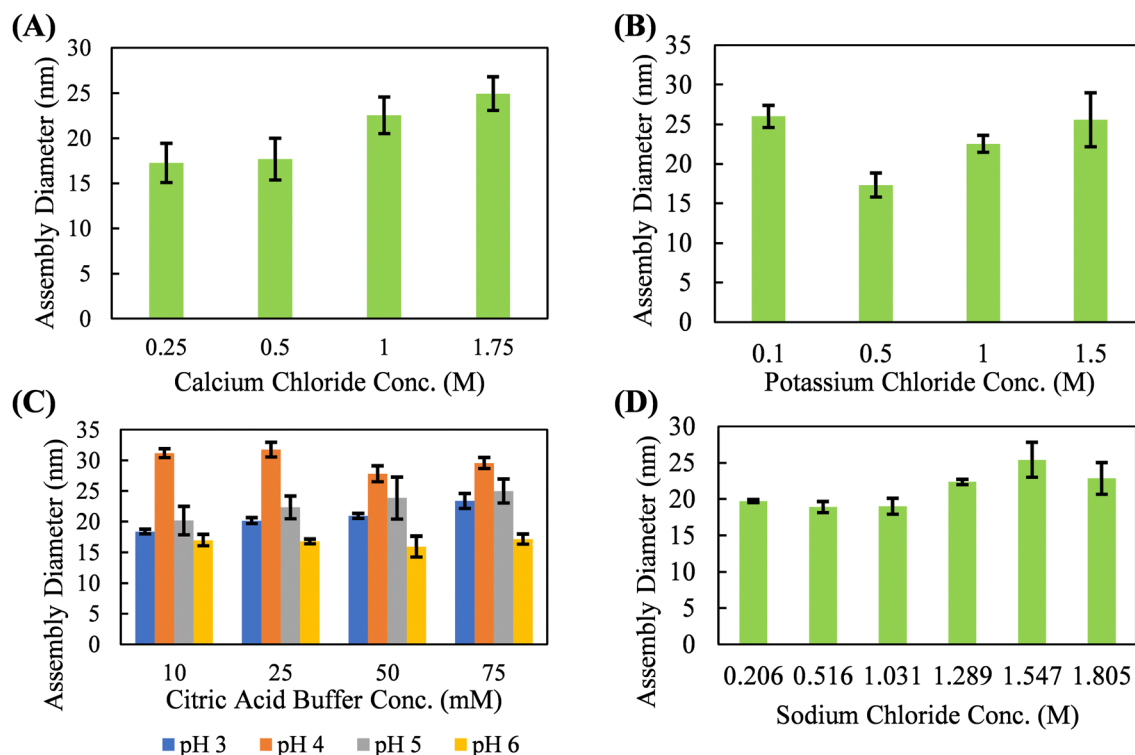 (A)
Assembly Diameter (nm)
30
25
20
15
10
5
0
0.25 0.5 1 1.75
Calcium Chloride Conc. (M)
(B)
Assembly Diameter (nm)
35
30
25
20
15
10
5
0
0.1 0.5 1 1.5
Potassium Chloride Conc. (M)
(C)
Assembly Diameter (nm)
35
30
25
20
15
10
5
0
10 25 50 75
Citric Acid Buffer Conc. (mM)
pH 3 pH 4 pH 5 pH 6
(D)
Assembly Diameter (nm)
30
25
20
15
10
5
0
0.206 0.516 1.031 1.289 1.547 1.805
Sodium Chloride Conc. (M)